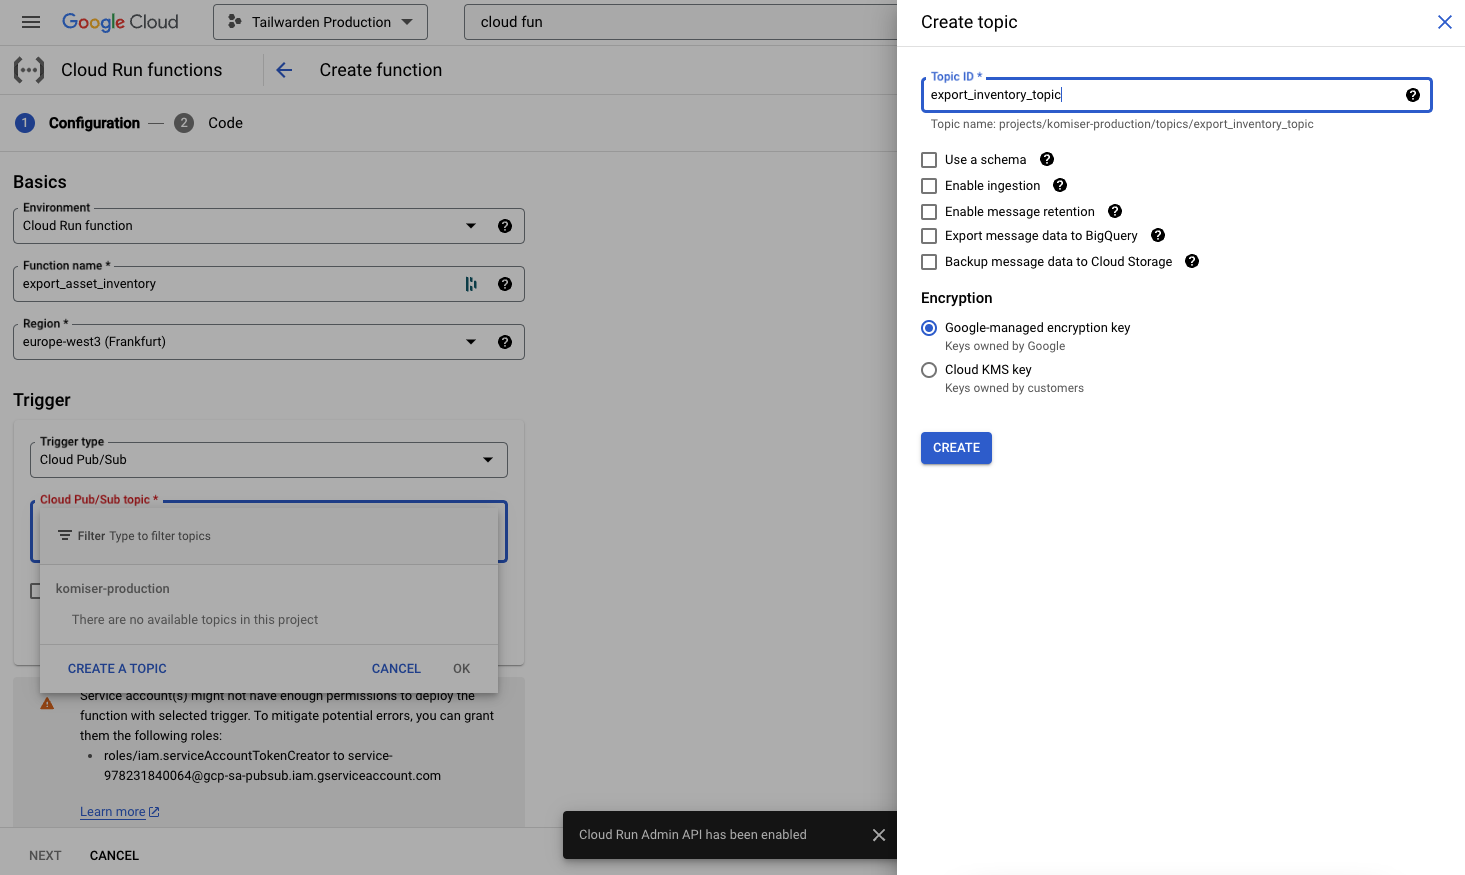 Google Cloud
Tailwarden Production
cloud fun
Cloud Run functions
Create function
1 Configuration
2 Code
Basics
Environment
Cloud Run function
Function name *
export_asset_inventory
Region *
europe-west3 (Frankfurt)
Trigger
Trigger type
Cloud Pub/Sub
Cloud Pub/Sub topic *
Filter Type to filter topics
komiser-production
There are no available topics in this project
CREATE A TOPIC
CANCEL
OK
Service account(s) might not have enough permissions to deploy the
function with selected trigger. To mitigate potential errors, you can grant
them the following roles:
• roles/iam.serviceAccountTokenCreator to service-
978231840064@gcp-sa-pubsub.iam.gserviceaccount.com
Learn more
NEXT
CANCEL
Cloud Run Admin API has been enabled
Create topic
Topic ID *
export_inventory_topic
Topic name: projects/komiser-production/topics/export_inventory_topic
Use a schema
Enable ingestion
Enable message retention
Export message data to BigQuery
Backup message data to Cloud Storage
Encryption
Google-managed encryption key
Keys owned by Google
Cloud KMS key
Keys owned by customers
CREATE